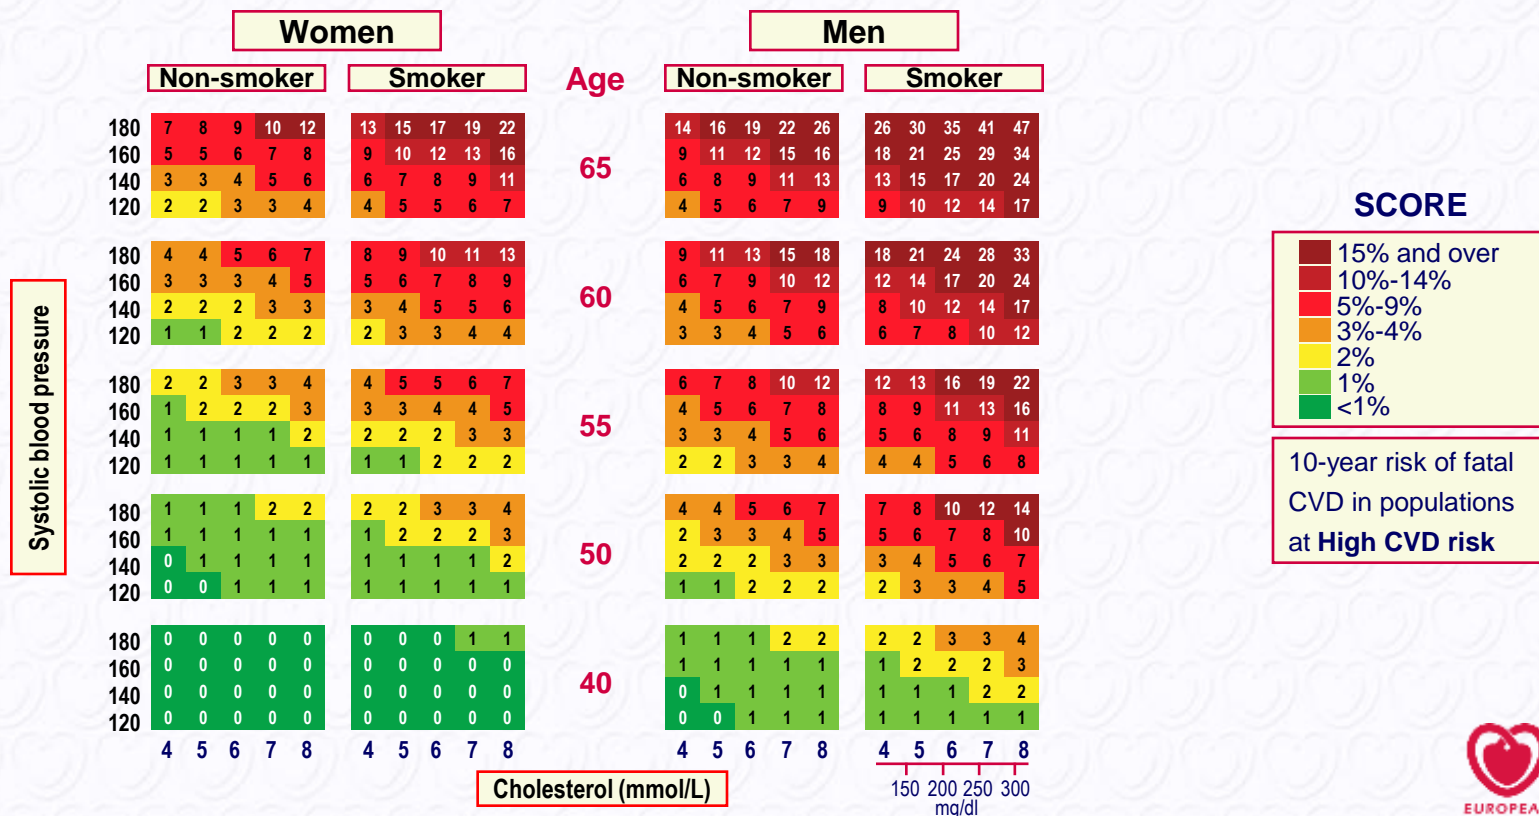 Women Men
Non-smoker Smoker Age Non-smoker Smoker
180 7 8 9 10 12 13 15 17 19 22 14 16 19 22 26 26 30 35 41 47
160 5 5 6 7 8 9 10 12 13 16 65 9 11 12 15 16 18 21 25 29 34
140 3 3 4 5 6 6 7 8 9 11 6 8 9 11 13 13 15 17 20 24
120 2 2 3 3 4 4 5 5 6 7 4 5 6 7 9 9 10 12 14 17
180 4 4 5 6 7 8 9 10 11 13 9 11 13 15 18 18 21 24 28 33
160 3 3 3 4 5 5 6 7 8 9 60 6 7 9 10 12 12 14 17 20 24
140 2 2 2 3 3 3 4 5 5 6 4 5 6 7 9 8 10 12 14 17
120 1 1 2 2 2 2 3 3 4 4 3 3 4 5 6 6 7 8 10 12
180 2 2 3 3 4 4 5 5 6 7 6 7 8 10 12 12 13 16 19 22
160 1 2 2 2 3 3 3 4 4 5 55 4 5 6 7 8 8 9 11 13 16
140 1 1 1 1 2 2 2 2 3 3 3 3 4 5 6 5 6 8 9 11
120 1 1 1 1 1 1 1 2 2 2 2 2 3 3 4 4 4 5 6 8
180 1 1 1 2 2 2 2 3 3 4 4 4 5 6 7 7 8 10 12 14
160 1 1 1 1 1 1 2 2 2 3 50 2 3 3 4 5 5 6 7 8 10
140 0 1 1 1 1 1 1 1 1 2 2 2 2 3 3 3 4 5 6 7
120 0 0 1 1 1 1 1 1 1 1 1 1 2 2 2 2 3 3 4 5
180 0 0 0 0 0 0 0 0 1 1 1 1 1 2 2 2 2 3 3 4
160 0 0 0 0 0 0 0 0 0 0 40 1 1 1 1 1 1 2 2 2 3
140 0 0 0 0 0 0 0 0 0 0 0 1 1 1 1 1 1 1 2 2
120 0 0 0 0 0 0 0 0 0 0 0 0 1 1 1 1 1 1 1 1
4 5 6 7 8 4 5 6 7 8 4 5 6 7 8 4 5 6 7 8
150 200 250 300
mg/dl
Cholesterol (mmol/L)
Systolic blood pressure
SCORE
15% and over
10%-14%
5%-9%
3%-4%
2%
1%
<1%
10-year risk of fatal
CVD in populations
at High CVD risk
EUROPEA